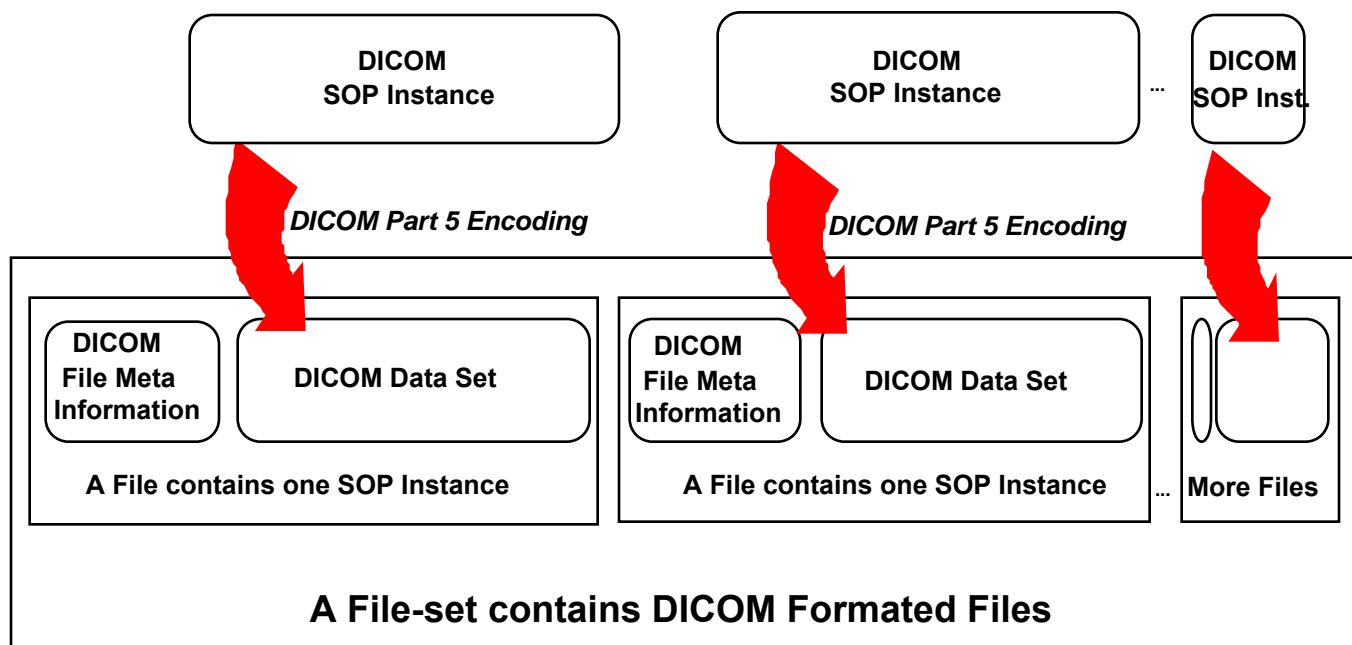 DICOM
SOP Instance
DICOM
SOP Instance
...
DICOM
SOP Inst.
DICOM Part 5 Encoding
DICOM Part 5 Encoding
DICOM
File Meta
Information
DICOM Data Set
DICOM
File Meta
Information
DICOM Data Set
A File contains one SOP Instance
A File contains one SOP Instance
...
More Files
A File-set contains DICOM Formated Files